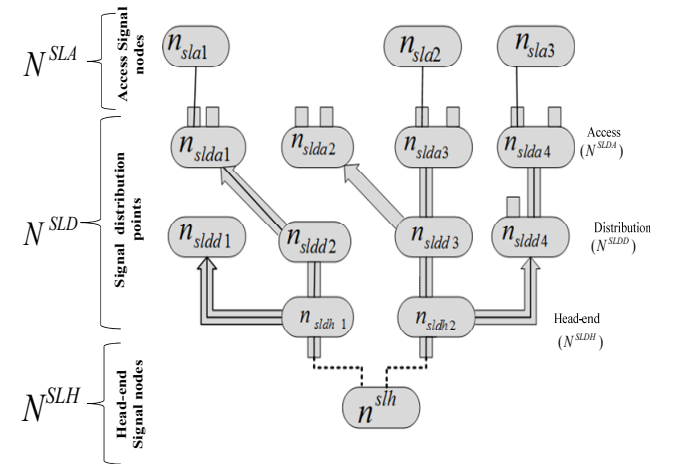 N^SLA
Access Signal
nodes
n_sla1
n_sla2
n_sla3
n_slda1
n_slda2
n_slda3
n_slda4
Access
(N^SLDA)
N^SLD
Signal distribution
points
n_sldd1
n_sldd2
n_sldd3
n_sldd4
Distribution
(N^SLDD)
n_sldh1
n_sldh2
Head-end
(N^SLDH)
N^SLH
Head-end
Signal nodes
n^slh